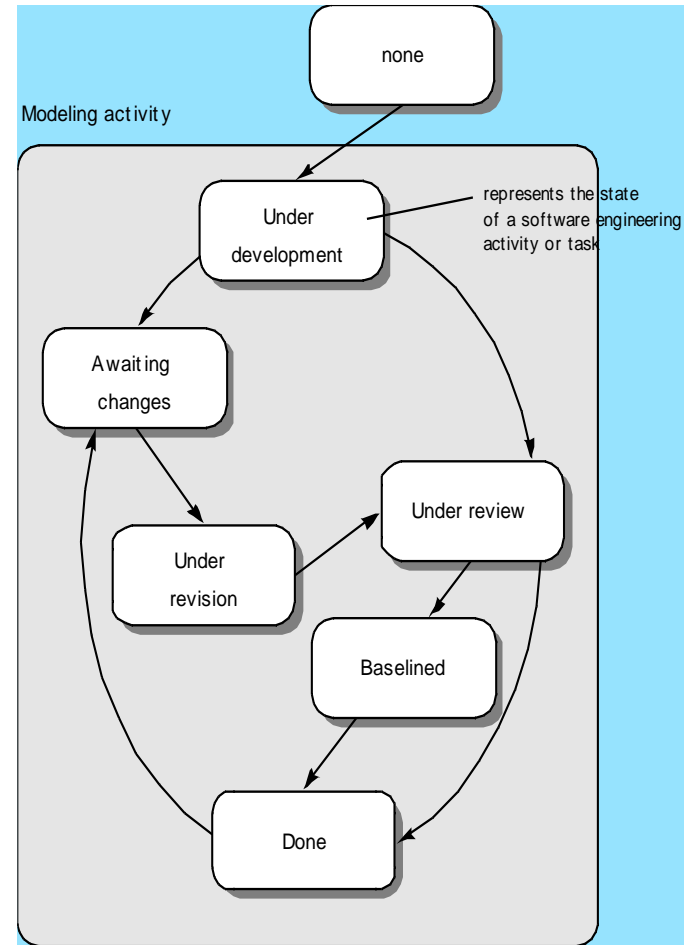 none
Modeling activity
Under
development
represents the state
of a software engineering
activity or task
Awaiting
changes
Under review
Under
revision
Baselined
Done